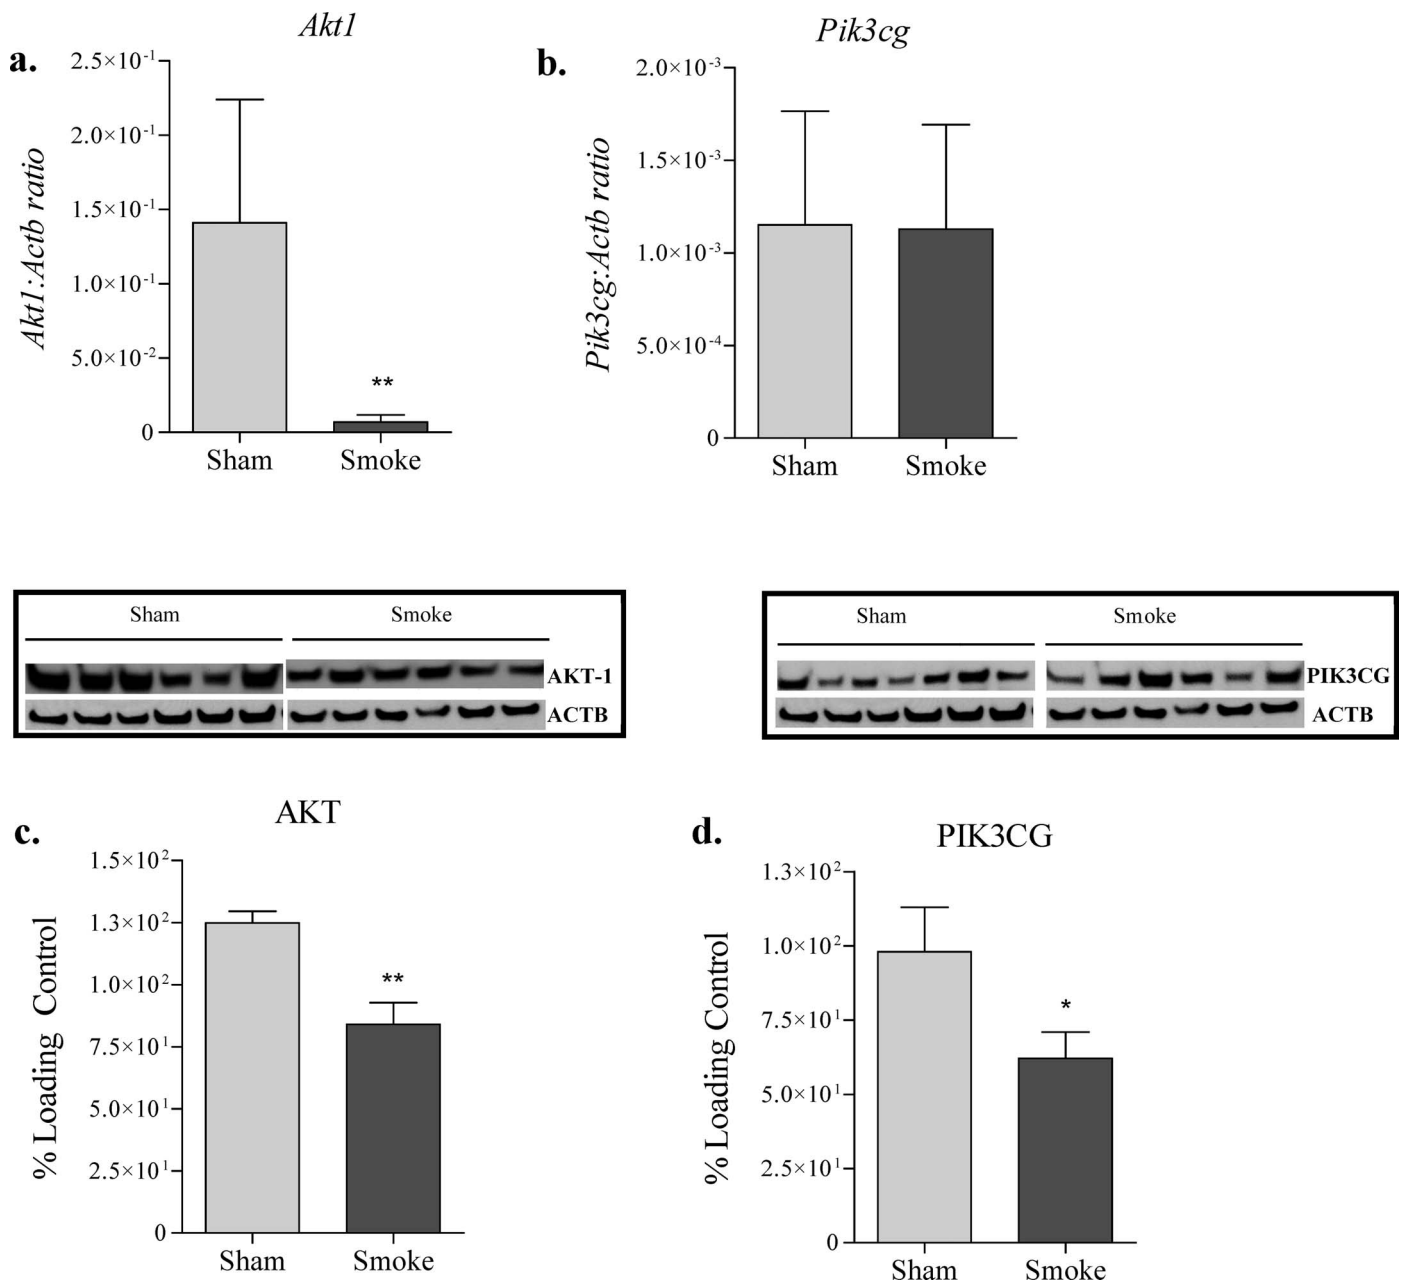 a.
Akt1
Akt1:Actb ratio
2.5×10⁻¹
2.0×10⁻¹
1.5×10⁻¹
1.0×10⁻¹
5.0×10⁻²
0
**
Sham Smoke
b.
Pik3cg
Pik3cg:Actb ratio
2.0×10⁻³
1.5×10⁻³
1.0×10⁻³
5.0×10⁻⁴
0
Sham Smoke
Sham Smoke
AKT-1
ACTB
Sham Smoke
PIK3CG
ACTB
c.
AKT
% Loading Control
1.5×10²
1.3×10²
1.0×10²
7.5×10¹
5.0×10¹
2.5×10¹
0
**
Sham Smoke
d.
PIK3CG
% Loading Control
1.3×10²
1.0×10²
7.5×10¹
5.0×10¹
2.5×10¹
0
*
Sham Smoke